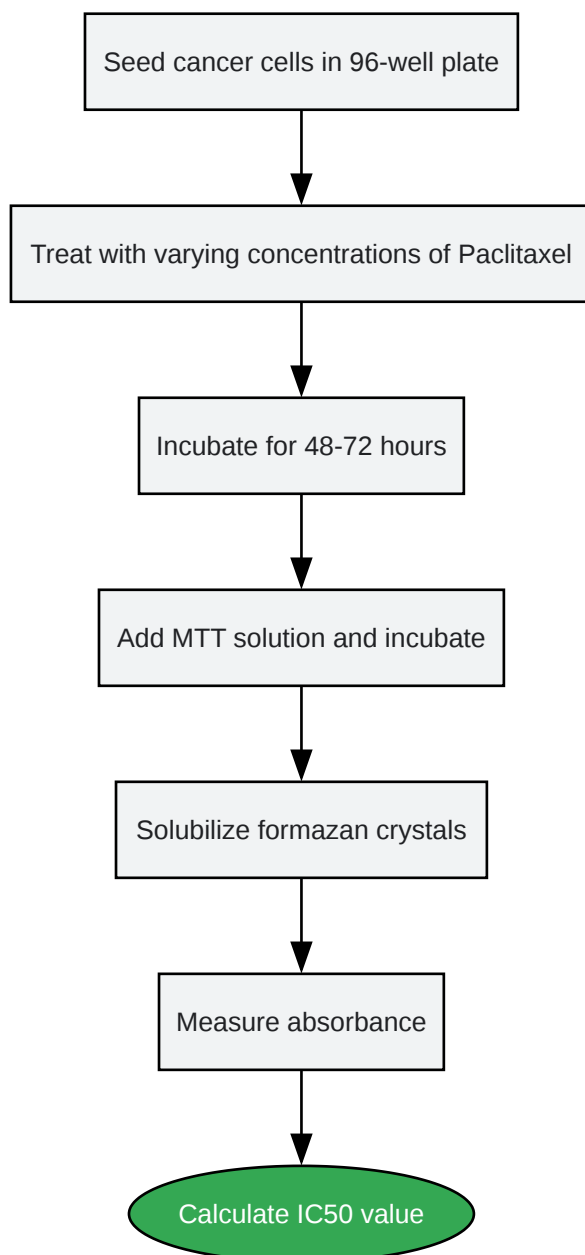 Seed cancer cells in 96-well plate
Treat with varying concentrations of Paclitaxel
Incubate for 48-72 hours
Add MTT solution and incubate
Solubilize formazan crystals
Measure absorbance
Calculate IC50 value